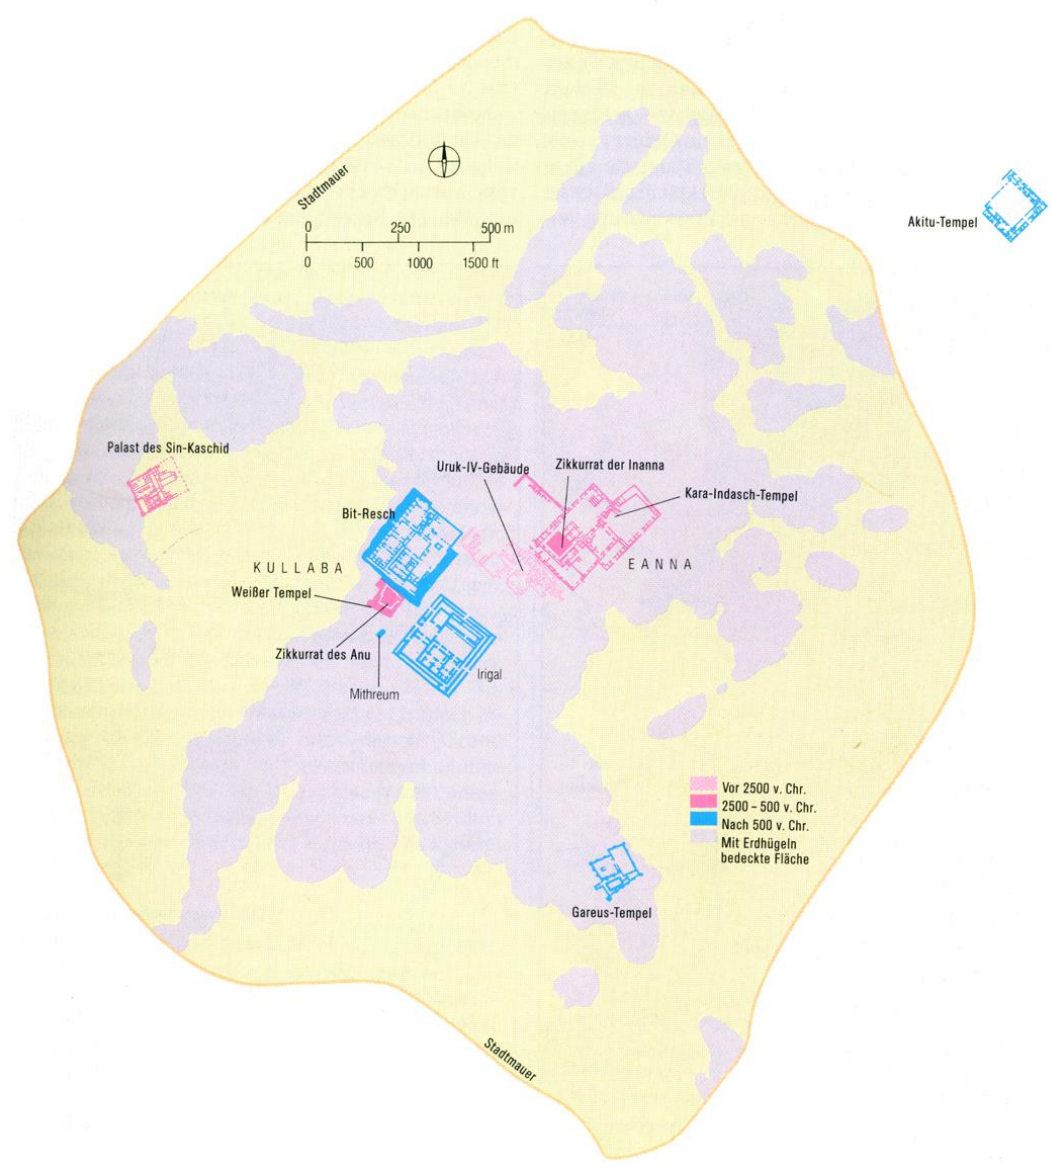 Stadtmauer
0 250 500 m
0 500 1000 1500 ft
Akitu-Tempel
Palast des Sin-Kaschid
Uruk-IV-Gebäude
Zikkurrat der Inanna
Kara-Indasch-Tempel
Bit-Resch
KULLABA
EANNA
Weißer Tempel
Zikkurrat des Anu
Irigal
Mithreum
Vor 2500 v. Chr.
2500 – 500 v. Chr.
Nach 500 v. Chr.
Mit Erdhügeln
bedeckte Fläche
Gareus-Tempel
Stadtmauer